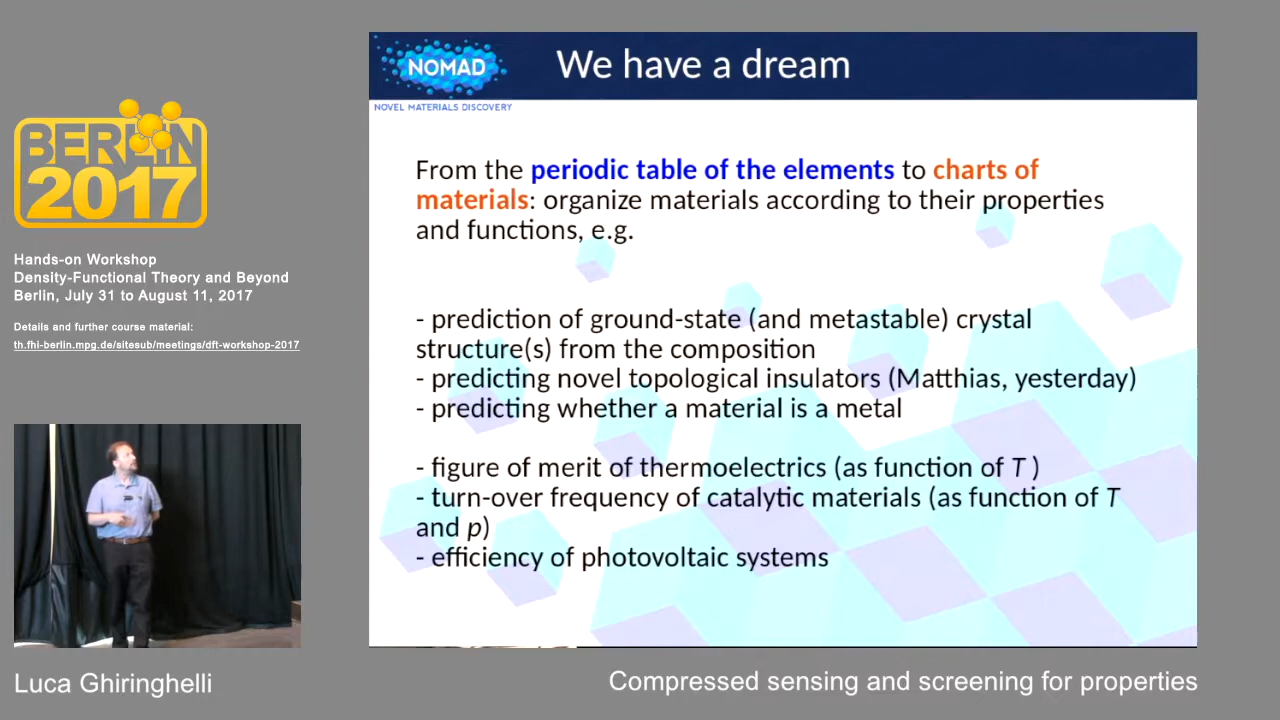 BERLIN
2017
Hands-on Workshop
Density-Functional Theory and Beyond
Berlin, July 31 to August 11, 2017
Details and further course material:
th.fhi-berlin.mpg.de/sitesub/meetings/dft-workshop-2017
NOMAD
NOVEL MATERIALS DISCOVERY
We have a dream
From the periodic table of the elements to charts of
materials: organize materials according to their properties
and functions, e.g.
- prediction of ground-state (and metastable) crystal
structure(s) from the composition
- predicting novel topological insulators (Matthias, yesterday)
- predicting whether a material is a metal
- figure of merit of thermoelectrics (as function of T )
- turn-over frequency of catalytic materials (as function of T
and p)
- efficiency of photovoltaic systems
Luca Ghiringhelli
Compressed sensing and screening for properties